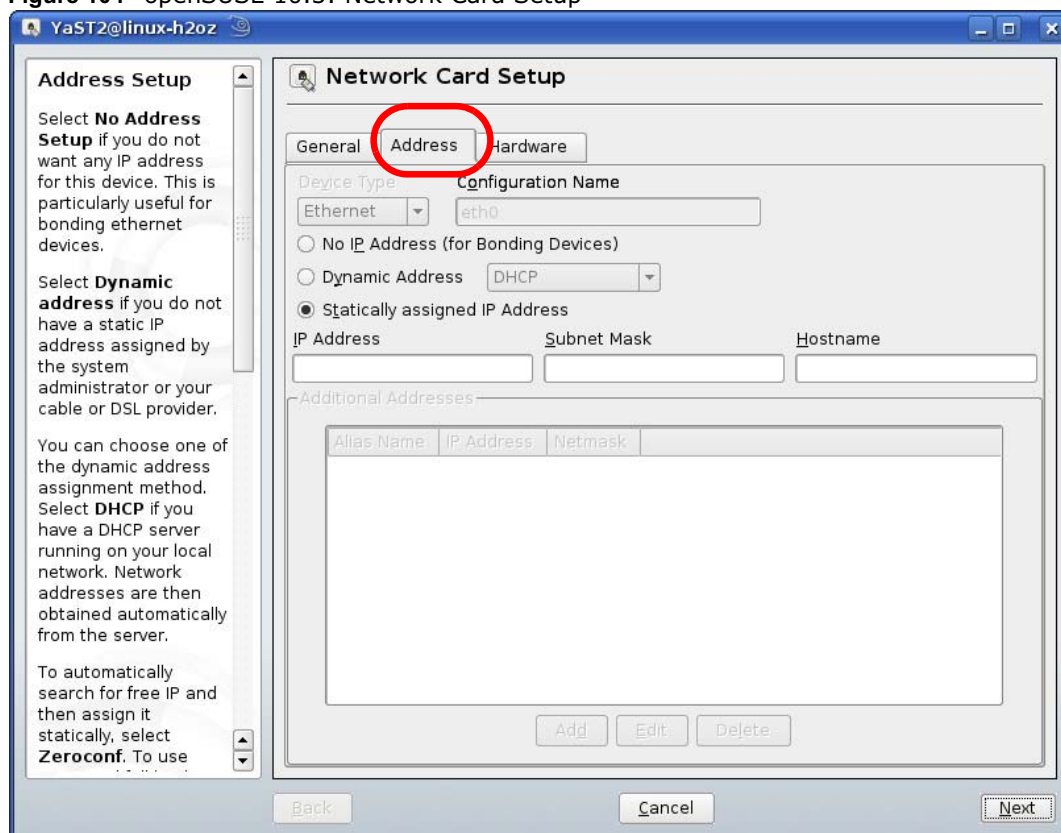 YaST2@linux-h2oz
Address Setup
Select No Address
Setup if you do not
want any IP address
for this device. This is
particularly useful for
bonding ethernet
devices.
Select Dynamic
address if you do not
have a static IP
address assigned by
the system
administrator or your
cable or DSL provider.
You can choose one of
the dynamic address
assignment method.
Select DHCP if you
have a DHCP server
running on your local
network. Network
addresses are then
obtained automatically
from the server.
To automatically
search for free IP and
then assign it
statically, select
Zeroconf. To use
Network Card Setup
General Address Hardware
Device Type Configuration Name
Ethernet eth0
No IP Address (for Bonding Devices)
Dynamic Address DHCP
Statically assigned IP Address
IP Address Subnet Mask Hostname
Additional Addresses
Alias Name IP Address Netmask
Add Edit Delete
Back Cancel Next